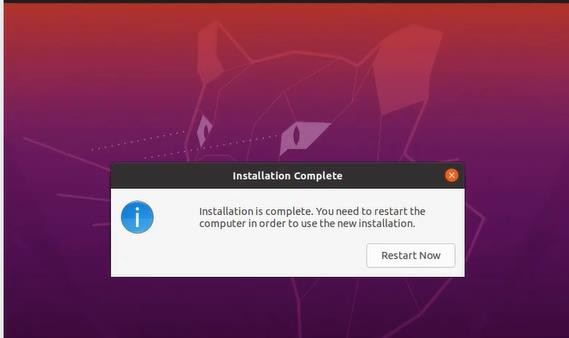 Installation Complete
Installation is complete. You need to restart the
computer in order to use the new installation.
Restart Now